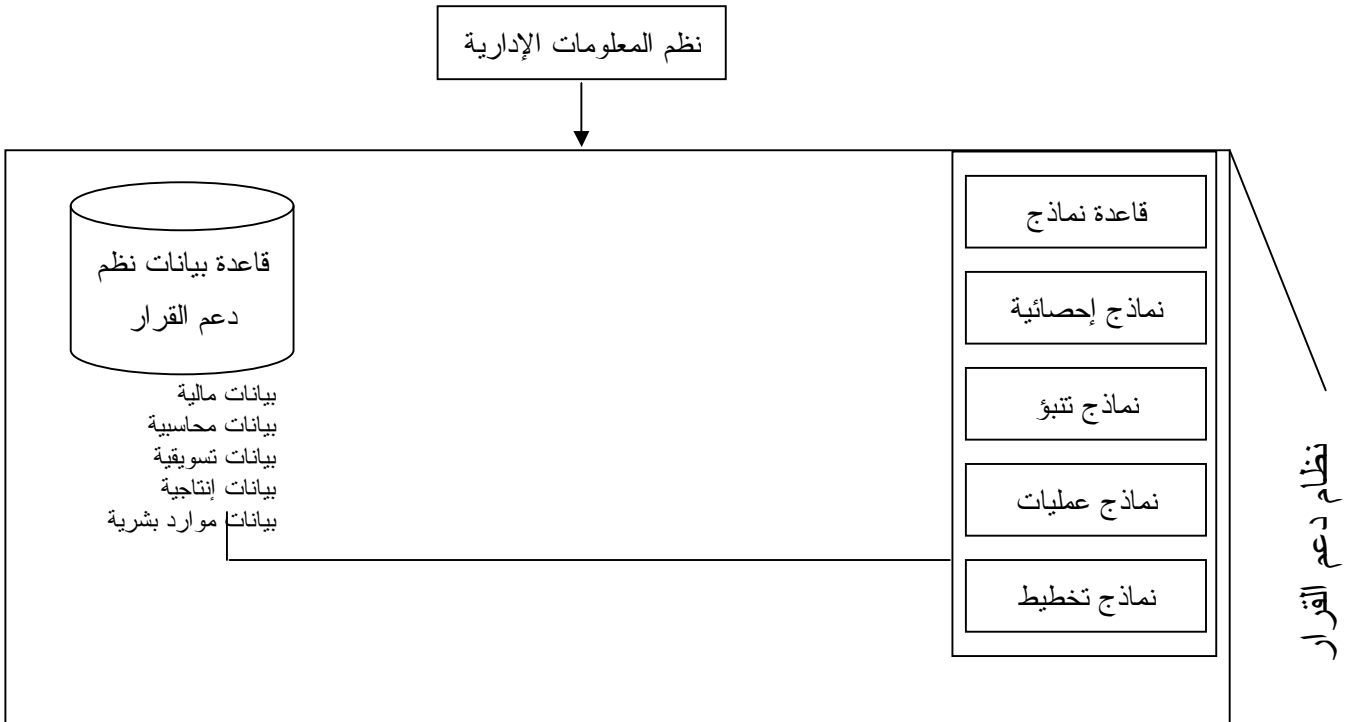 نظم المعلومات الإدارية
قاعدة نماذج
نماذج إحصائية
نماذج تنبؤ
نماذج عمليات
نماذج تخطيط
قاعدة بيانات نظم
دعم القرار
بيانات مالية
بيانات محاسبية
بيانات تسويقية
بيانات إنتاجية
بيانات موارد بشرية
نظام دعم القرار